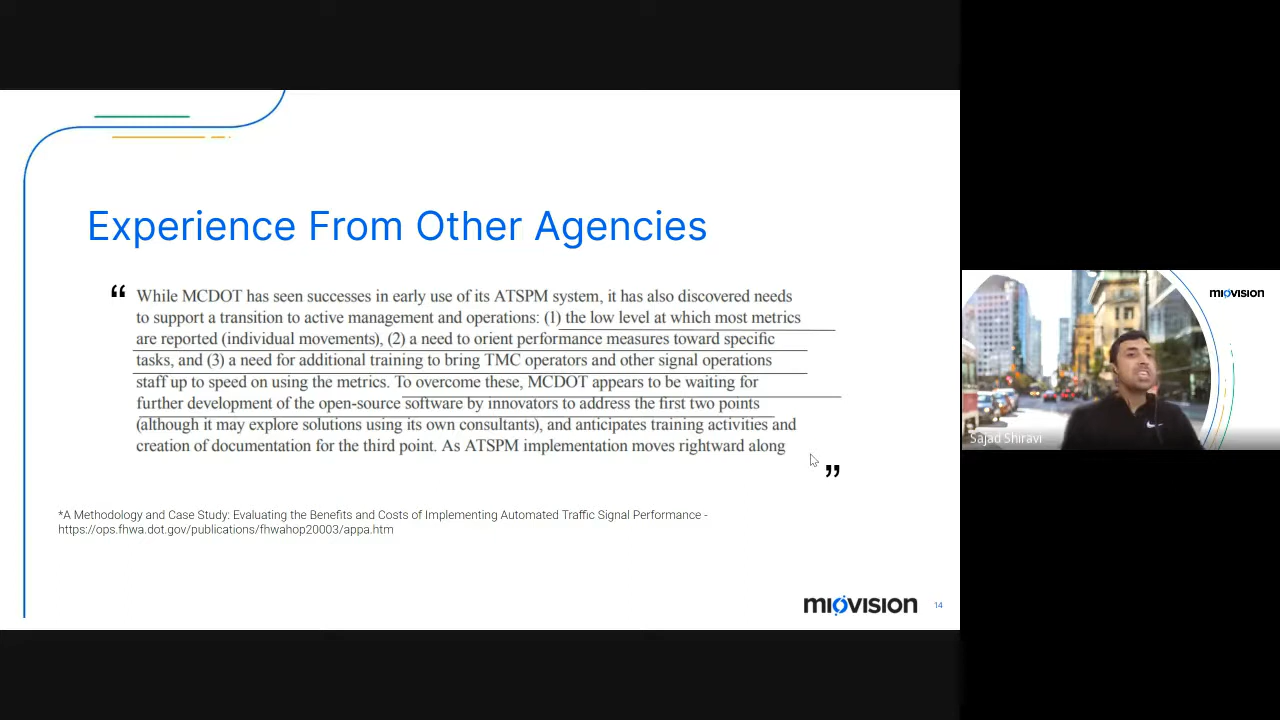 Experience From Other Agencies
“ While MCDOT has seen successes in early use of its ATSPM system, it has also discovered needs
to support a transition to active management and operations: (1) the low level at which most metrics
are reported (individual movements), (2) a need to orient performance measures toward specific
tasks, and (3) a need for additional training to bring TMC operators and other signal operations
staff up to speed on using the metrics. To overcome these, MCDOT appears to be waiting for
further development of the open-source software by innovators to address the first two points
(although it may explore solutions using its own consultants), and anticipates training activities and
creation of documentation for the third point. As ATSPM implementation moves rightward along
”
*A Methodology and Case Study: Evaluating the Benefits and Costs of Implementing Automated Traffic Signal Performance -
https://ops.fhwa.dot.gov/publications/fhwahop20003/appa.htm
miovision
14
miovision
Sajad Shiravi